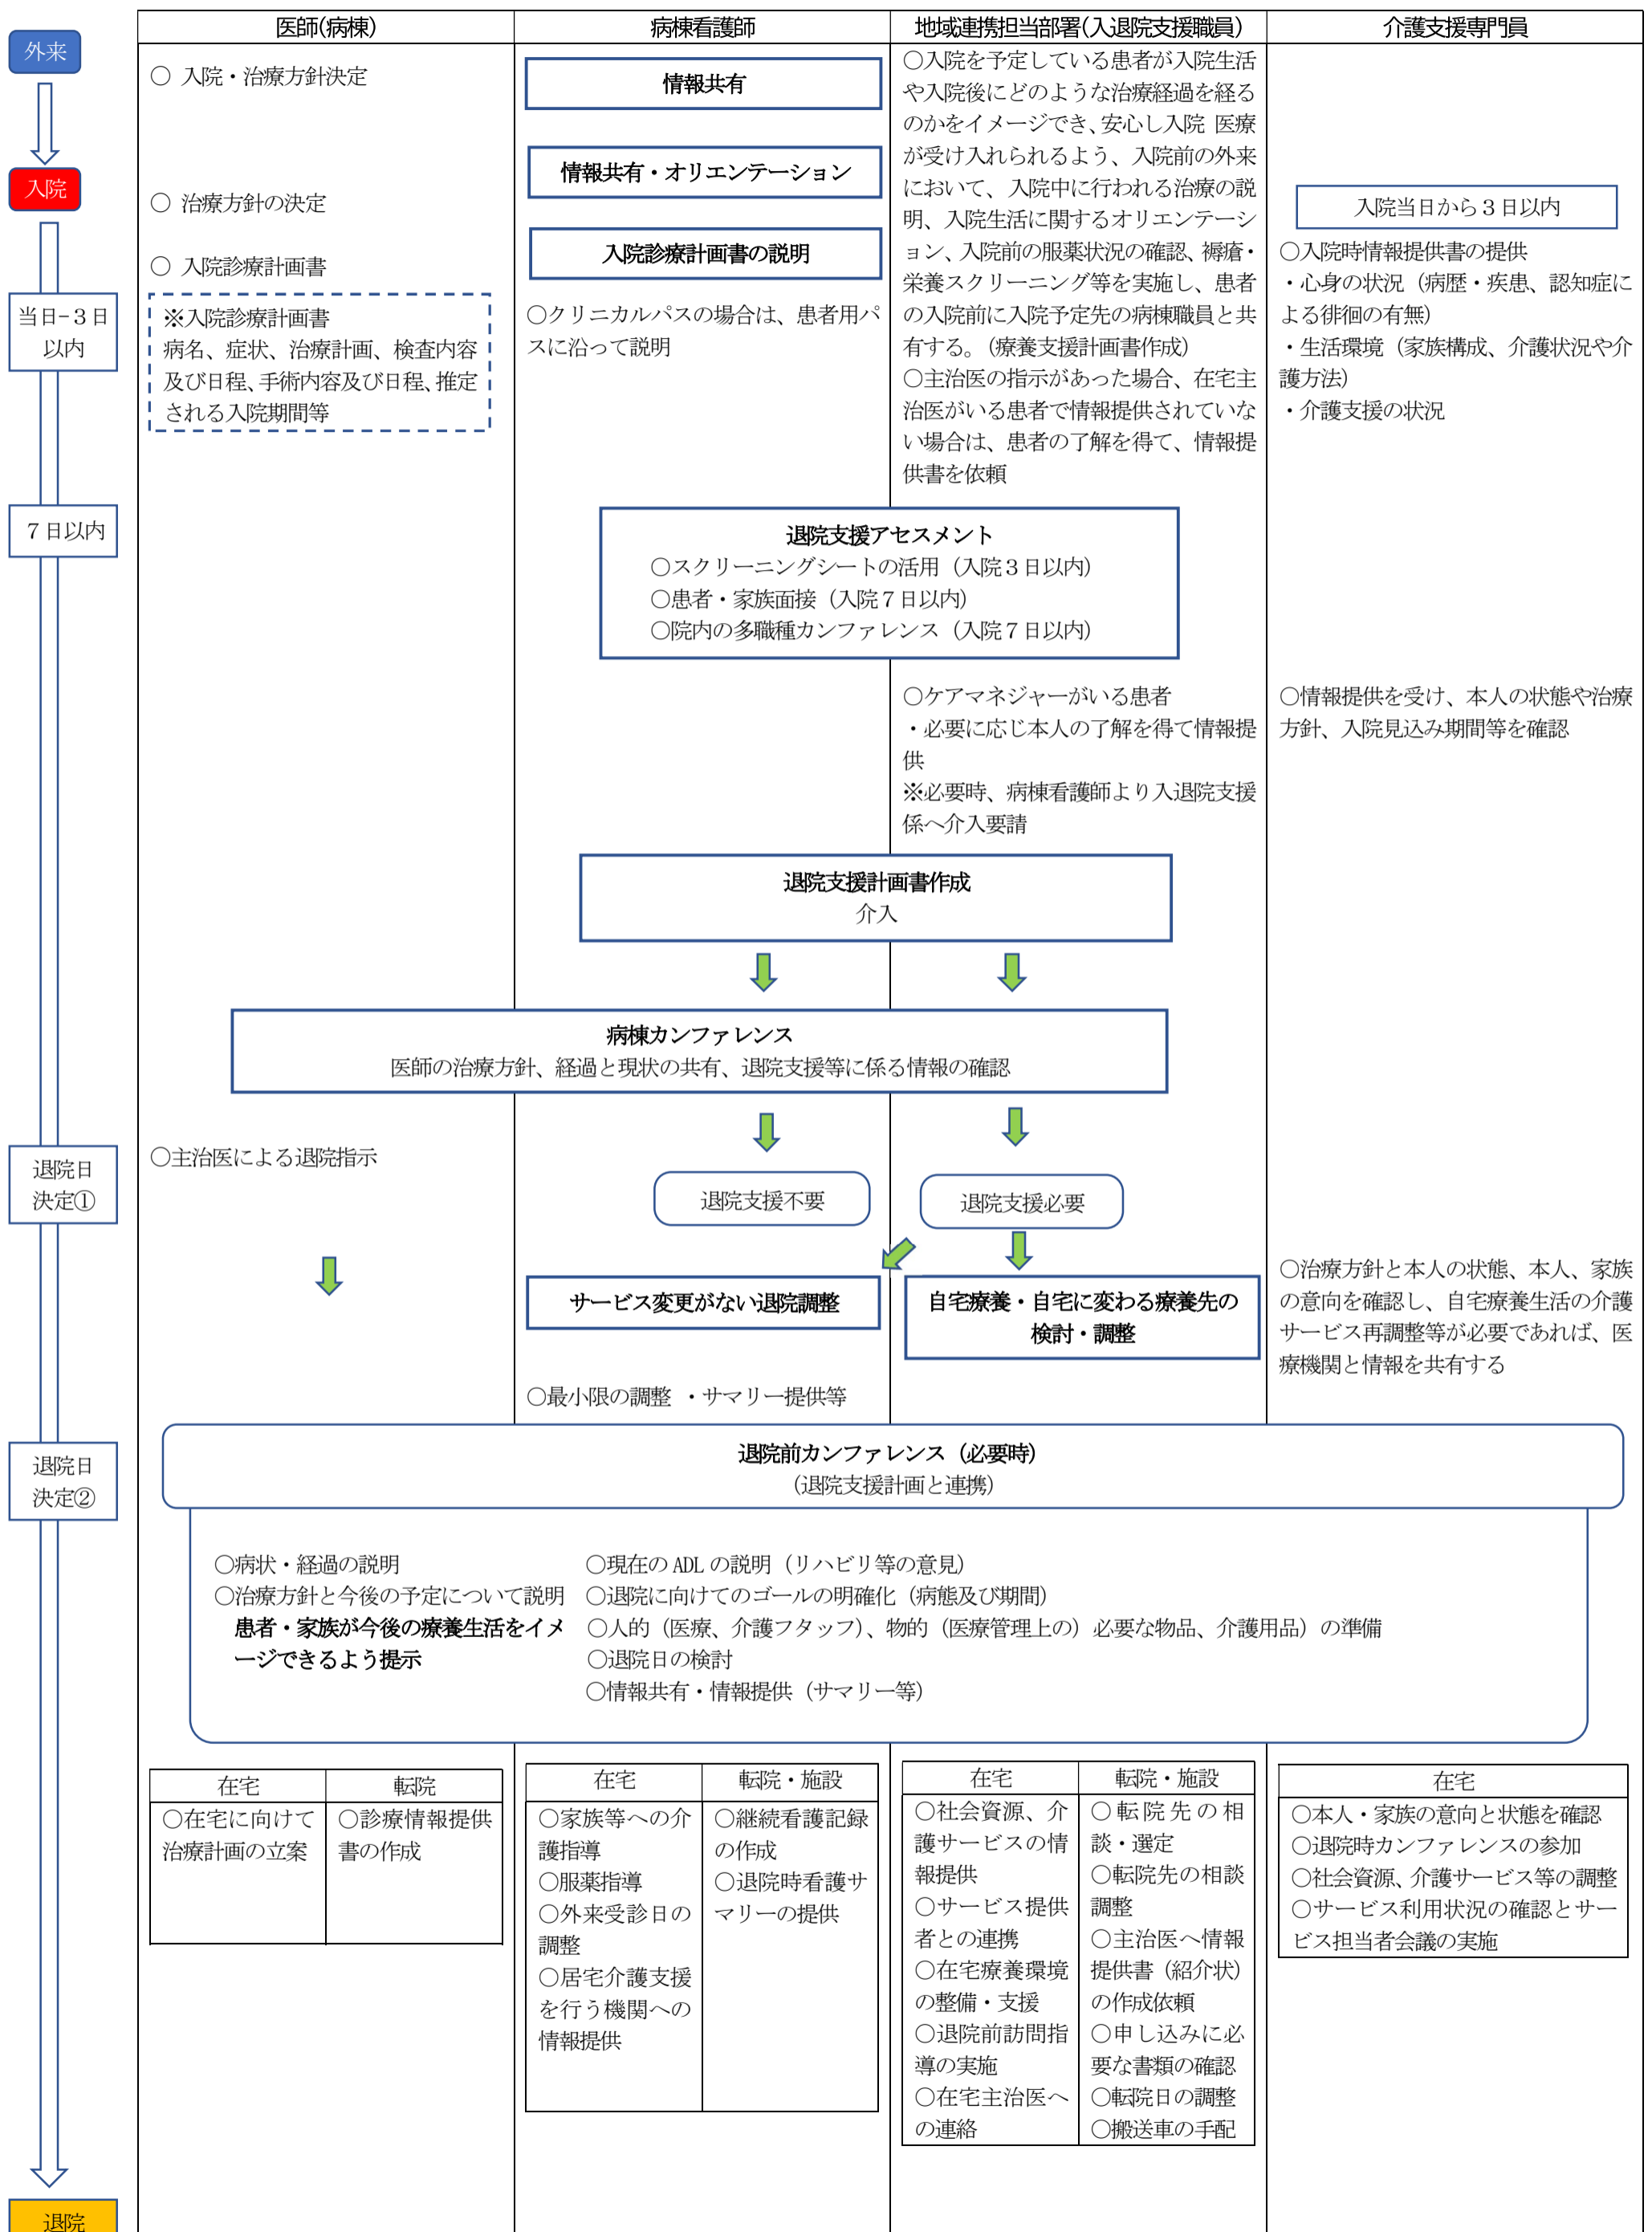 医師(病棟)
病棟看護師
地域連携担当部署(入退院支援職員)
介護支援専門員
外来
入院
当日-3日
以内
7日以内
退院日
決定①
退院日
決定②
退院
○ 入院・治療方針決定
○ 治療方針の決定
○ 入院診療計画書
※入院診療計画書
病名、症状、治療計画、検査内容
及び日程、手術内容及び日程、推定
される入院期間等
情報共有
情報共有・オリエンテーション
入院診療計画書の説明
○クリニカルパスの場合は、患者用パ
スに沿って説明
○入院を予定している患者が入院生活
や入院後にどのような治療経過を経る
のかをイメージでき、安心し入院 医療
が受け入れられるよう、入院前の外来
において、入院中に行われる治療の説
明、入院生活に関するオリエンテーシ
ョン、入院前の服薬状況の確認、褥瘡・
栄養スクリーニング等を実施し、患者
の入院前に入院予定先の病棟職員と共
有する。(療養支援計画書作成)
○主治医の指示があった場合、在宅主
治医がいる患者で情報提供されていな
い場合は、患者の了解を得て、情報提
供書を依頼
入院当日から3日以内
○入院時情報提供書の提供
・心身の状況(病歴・疾患、認知症に
よる徘徊の有無)
・生活環境(家族構成、介護状況や介
護方法)
・介護支援の状況
退院支援アセスメント
○スクリーニングシートの活用(入院3日以内)
○患者・家族面接(入院7日以内)
○院内の多職種カンファレンス(入院7日以内)
○ケアマネジャーがいる患者
・必要に応じ本人の了解を得て情報提
供
※必要時、病棟看護師より入退院支援
係へ介入要請
○情報提供を受け、本人の状態や治療
方針、入院見込み期間等を確認
退院支援計画書作成
介入
病棟カンファレンス
医師の治療方針、経過と現状の共有、退院支援等に係る情報の確認
○主治医による退院指示
退院支援不要
退院支援必要
サービス変更がない退院調整
自宅療養・自宅に変わる療養先の
検討・調整
○最小限の調整 ・サマリー提供等
○治療方針と本人の状態、本人、家族
の意向を確認し、自宅療養生活の介護
サービス再調整等が必要であれば、医
療機関と情報を共有する
退院前カンファレンス(必要時)
(退院支援計画と連携)
○病状・経過の説明
○治療方針と今後の予定について説明
患者・家族が今後の療養生活をイメ
ージできるよう提示
○現在のADLの説明(リハビリ等の意見)
○退院に向けてのゴールの明確化(病態及び期間)
○人的(医療、介護フタッフ)、物的(医療管理上の)必要な物品、介護用品)の準備
○退院日の検討
○情報共有・情報提供(サマリー等)
在宅
○在宅に向けて
治療計画の立案
転院
○診療情報提供
書の作成
在宅
○家族等への介
護指導
○服薬指導
○外来受診日の
調整
○居宅介護支援
を行う機関への
情報提供
転院・施設
○継続看護記録
の作成
○退院時看護サ
マリーの提供
在宅
○社会資源、介
護サービスの情
報提供
○サービス提供
者との連携
○在宅療養環境
の整備・支援
○退院前訪問指
導の実施
○在宅主治医へ
の連絡
転院・施設
○転院先の相
談・選定
○転院先の相談
調整
○主治医へ情報
提供書(紹介状)
の作成依頼
○申し込みに必
要な書類の確認
○転院日の調整
○搬送車の手配
在宅
○本人・家族の意向と状態を確認
○退院時カンファレンスの参加
○社会資源、介護サービス等の調整
○サービス利用状況の確認とサー
ビス担当者会議の実施